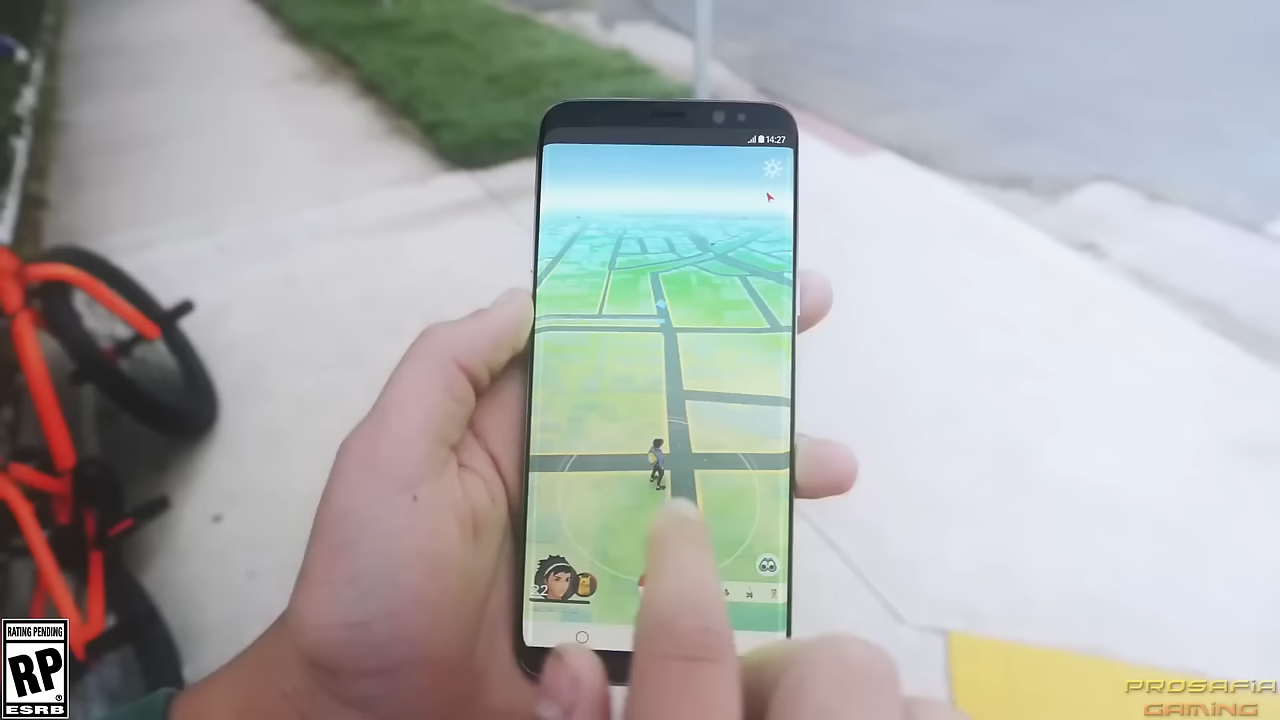 14:27
22
RATING PENDING
RP
ESRB
PROSAFiA
GAMiNG